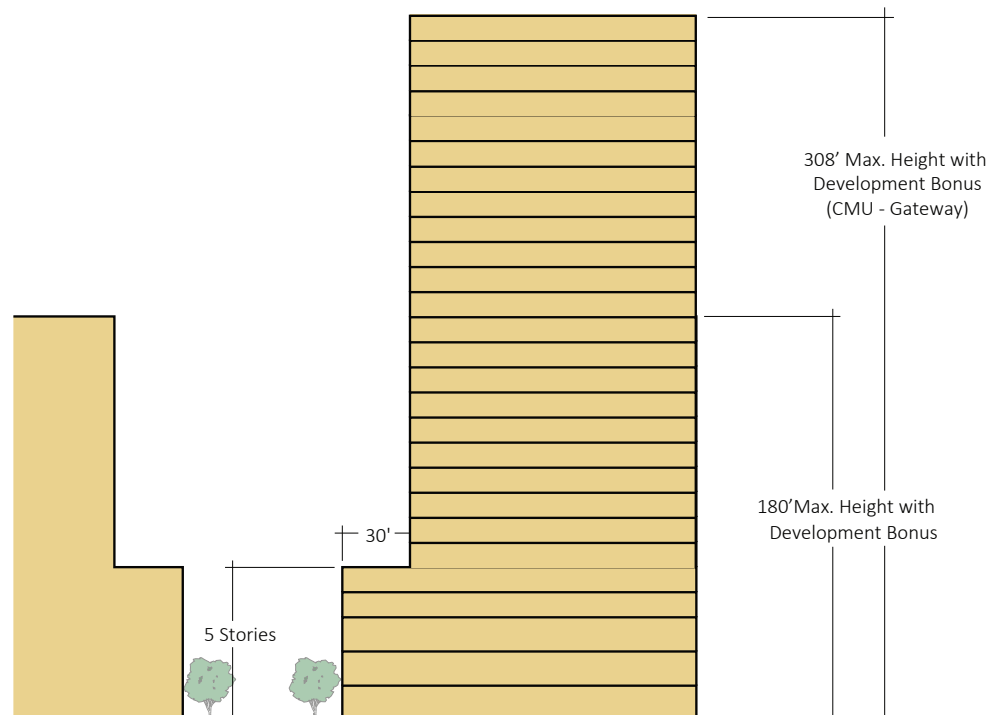 308’ Max. Height with
Development Bonus
(CMU - Gateway)
180’Max. Height with
Development Bonus
30'
5 Stories